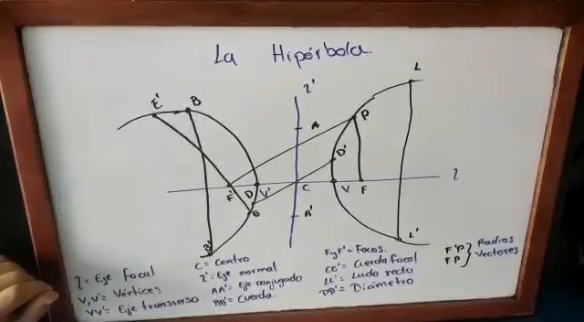 La Hipérbola.
L
l'
E' B
P
A
D'
l
F' D V' C V F
E
A'
B' L'
l = Eje focal
V, V' = Vértices
VV' = Eje transverso
C = Centro
l' = Eje normal
AA' = Eje conjugado
BB' = Cuerda.
F y F' = Focos.
EE' = Cuerda focal
LL' = Lado recto
DD' = Diámetro
F'P
FP } Radios Vectores